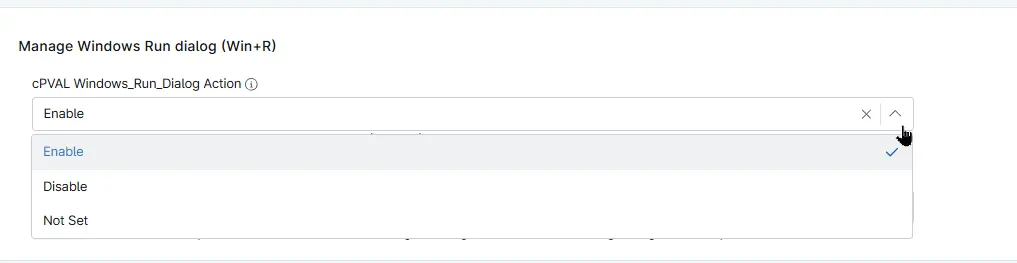 Manage Windows Run dialog (Win+R)
cPVAL Windows_Run_Dialog Action
Enable
Enable
Disable
Not Set